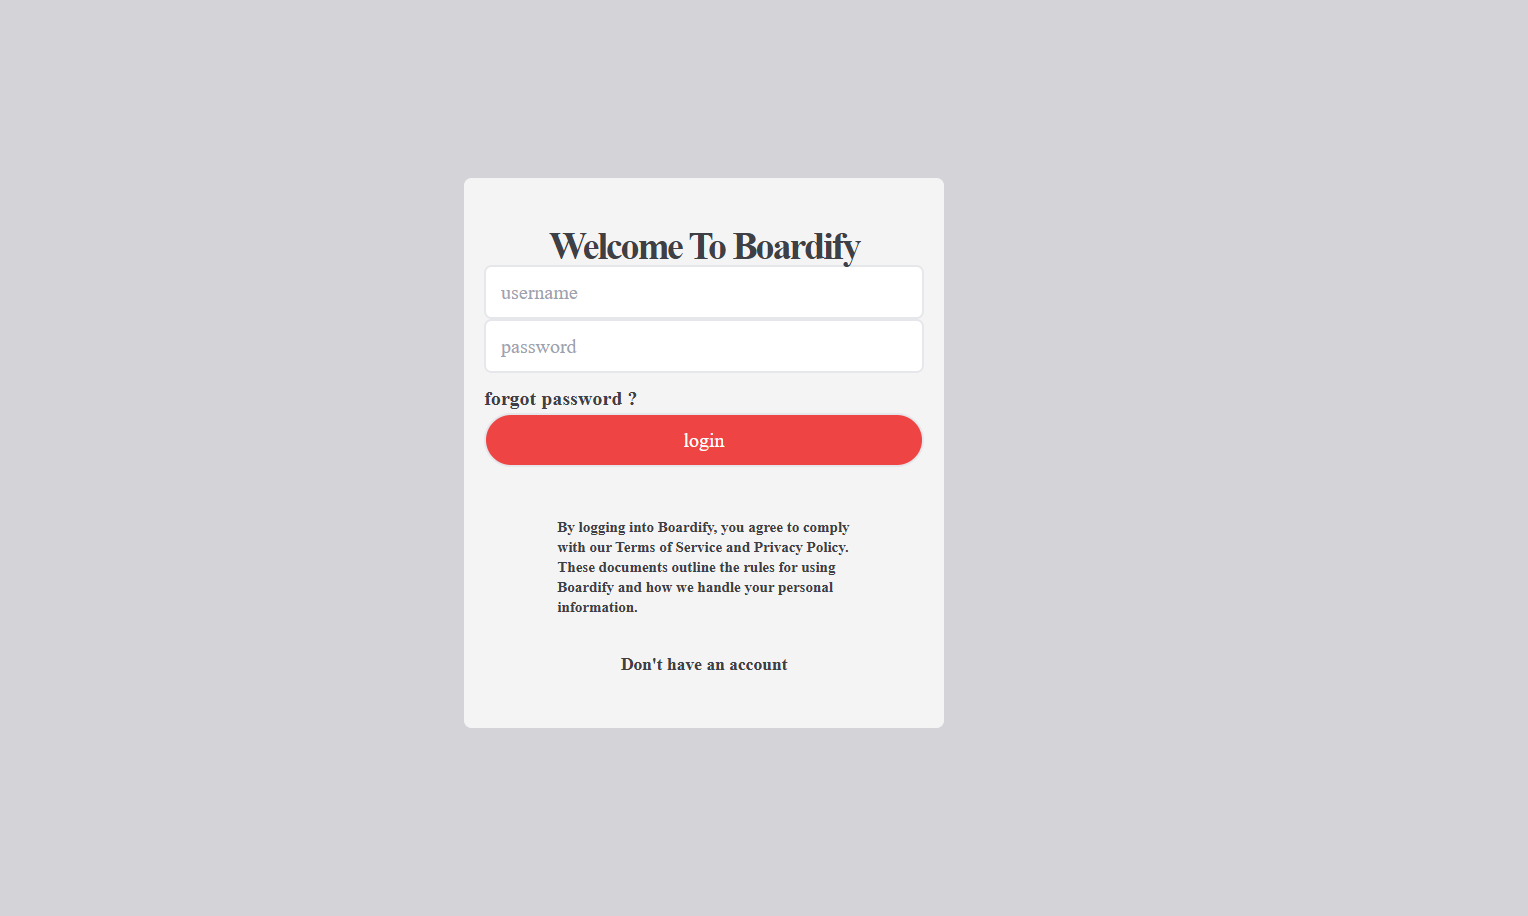 Welcome To Boardify
username
password
forgot password ?
login
By logging into Boardify, you agree to comply
with our Terms of Service and Privacy Policy.
These documents outline the rules for using
Boardify and how we handle your personal
information.
Don't have an account